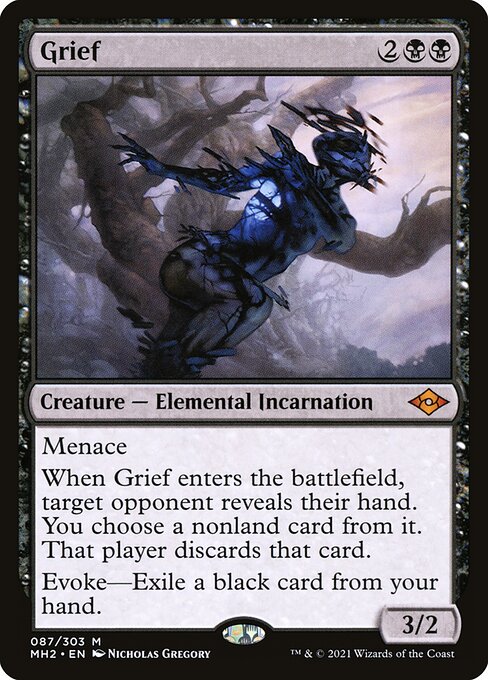 Grief 2
Creature — Elemental Incarnation
Menace
When Grief enters the battlefield,
target opponent reveals their hand.
You choose a nonland card from it.
That player discards that card.
Evoke—Exile a black card from your
hand.
3/2
087/303 M
MH2 • EN Nicholas Gregory
™ & © 2021 Wizards of the Coast